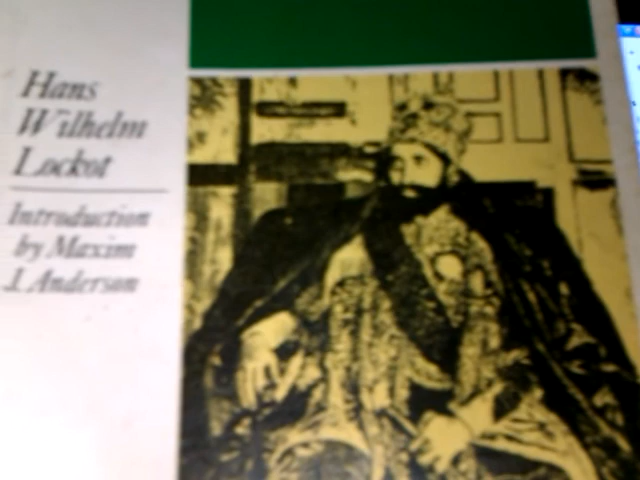 Hans
Wilhelm
Lockot
Introduction
by Maxim
J. Anderson